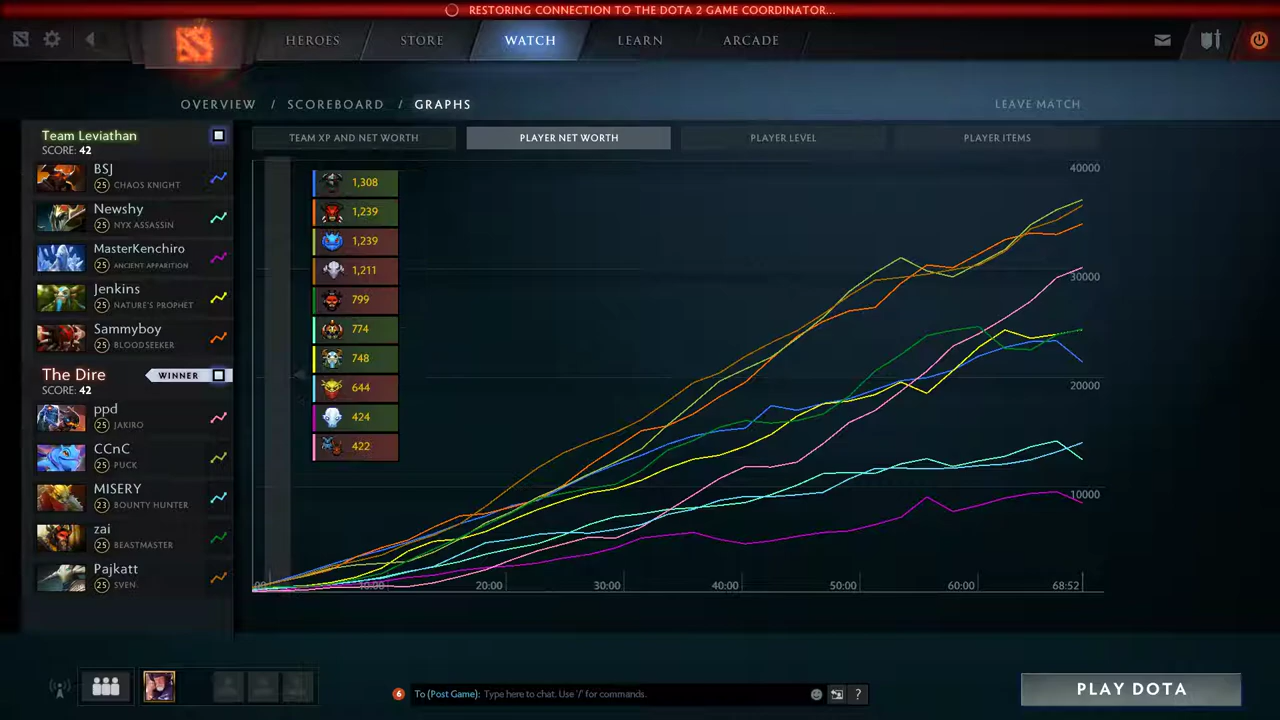 RESTORING CONNECTION TO THE DOTA 2 GAME COORDINATOR...
HEROES STORE WATCH LEARN ARCADE
OVERVIEW / SCOREBOARD / GRAPHS
LEAVE MATCH
TEAM XP AND NET WORTH
PLAYER NET WORTH
PLAYER LEVEL
PLAYER ITEMS
Team Leviathan
SCORE: 42
BSJ
25 CHAOS KNIGHT
Newshy
25 NYX ASSASSIN
MasterKenchiro
25 ANCIENT APPARITION
Jenkins
25 NATURE'S PROPHET
Sammyboy
25 BLOODSEEKER
The Dire
WINNER
SCORE: 42
ppd
25 JAKIRO
CCnC
25 PUCK
MISERY
23 BOUNTY HUNTER
zai
25 BEASTMASTER
Pajkatt
25 SVEN
1,308
1,239
1,239
1,211
799
774
748
644
424
422
40000
30000
20000
10000
10:00 20:00 30:00 40:00 50:00 60:00 68:52
6 To (Post Game): Type here to chat. Use '/' for commands. ?
PLAY DOTA